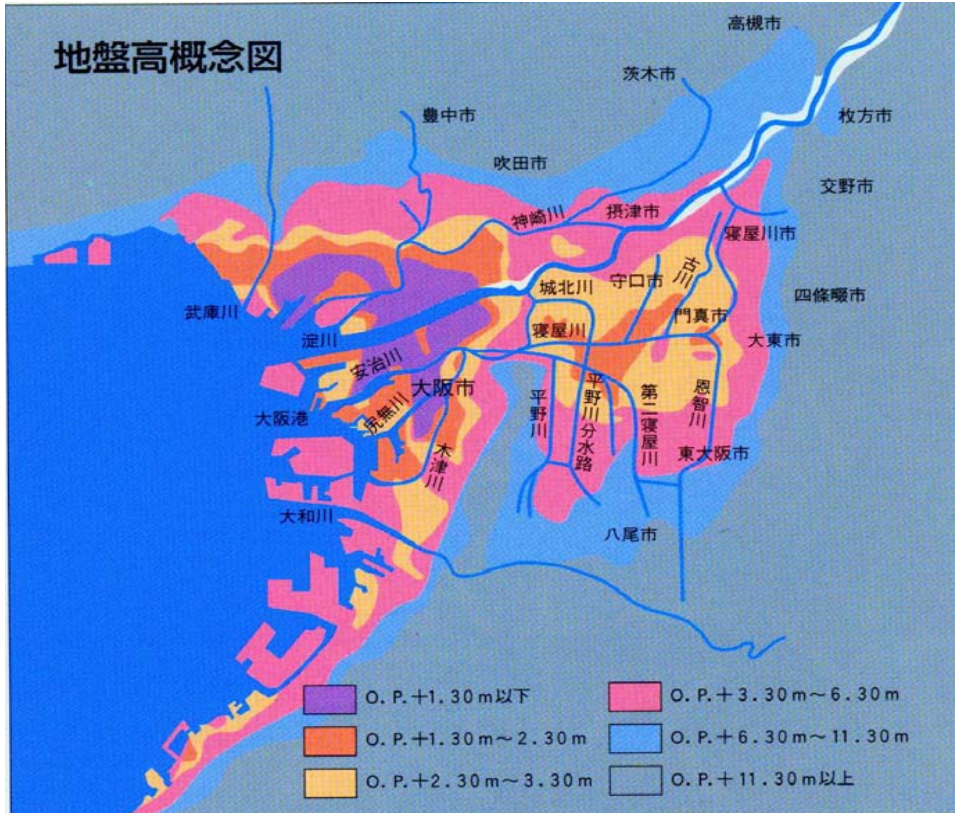 地盤高概念図
高槻市
茨木市
豊中市
枚方市
吹田市
交野市
神崎川
摂津市
寝屋川市
古川
城北川
守口市
四條畷市
武庫川
淀川
寝屋川
門真市
大東市
安治川
大阪市
大阪港
尻無川
平野川
平野川分水路
第二寝屋川
恩智川
木津川
東大阪市
大和川
八尾市
O.P.+1.30m以下
O.P.+1.30m～2.30m
O.P.+2.30m～3.30m
O.P.+3.30m～6.30m
O.P.+6.30m～11.30m
O.P.+11.30m以上